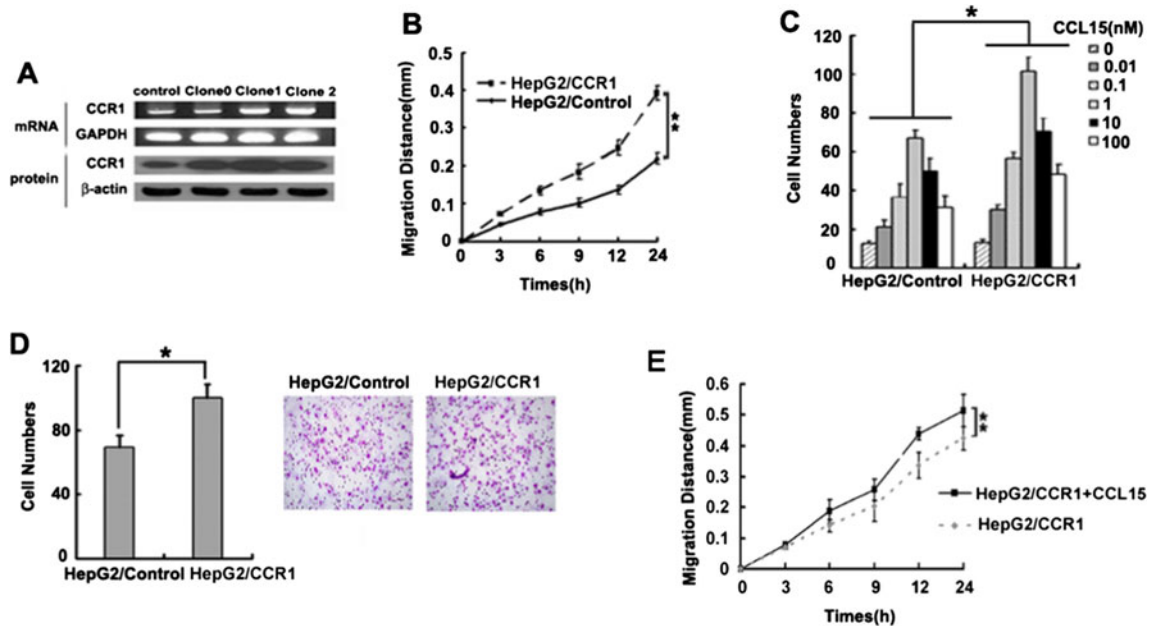 A
control Clone0 Clone1 Clone 2
mRNA
CCR1
GAPDH
protein
CCR1
β-actin
B
Migration Distance(mm)
0.5
0.4
0.3
0.2
0.1
0
HepG2/CCR1
HepG2/Control
**
0 3 6 9 12 24
Times(h)
C
Cell Numbers
120
100
80
60
40
20
0
*
HepG2/Control HepG2/CCR1
CCL15(nM)
0
0.01
0.1
1
10
100
D
Cell Numbers
120
80
40
0
*
HepG2/Control HepG2/CCR1
HepG2/Control HepG2/CCR1
E
Migration Distance(mm)
0.6
0.5
0.4
0.3
0.2
0.1
0
**
HepG2/CCR1+CCL15
HepG2/CCR1
0 3 6 9 12 24
Times(h)